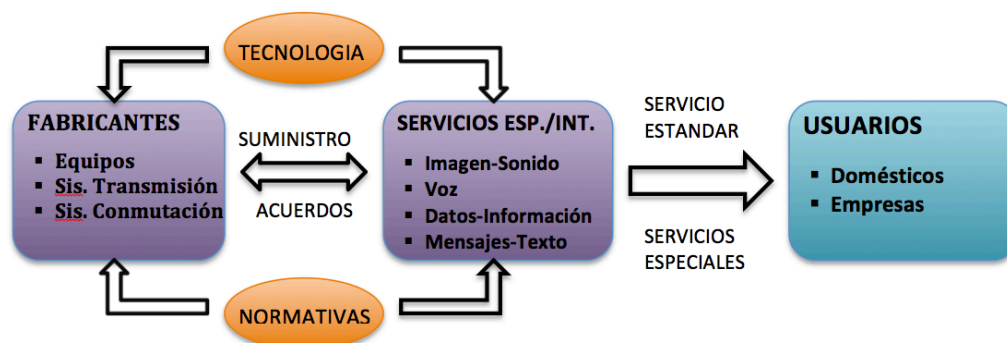 TECNOLOGIA
FABRICANTES
▪ Equipos
▪ Sis. Transmisión
▪ Sis. Conmutación
SUMINISTRO
ACUERDOS
SERVICIOS ESP./INT.
▪ Imagen-Sonido
▪ Voz
▪ Datos-Información
▪ Mensajes-Texto
SERVICIO
ESTANDAR
SERVICIOS
ESPECIALES
USUARIOS
▪ Domésticos
▪ Empresas
NORMATIVAS